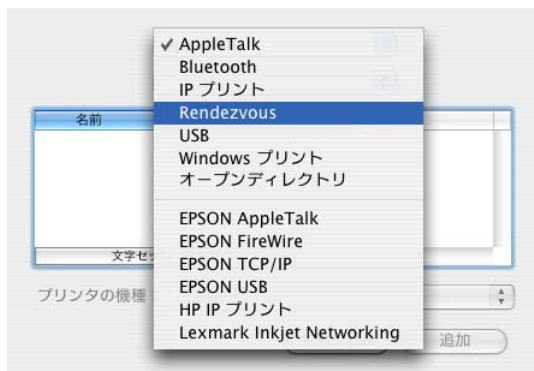 ✓ AppleTalk
Bluetooth
IP プリント
Rendezvous
USB
Windows プリント
オープンディレクトリ
EPSON AppleTalk
EPSON FireWire
EPSON TCP/IP
EPSON USB
HP IP プリント
Lexmark Inkjet Networking
名前
文字セ
プリンタの機種
追加